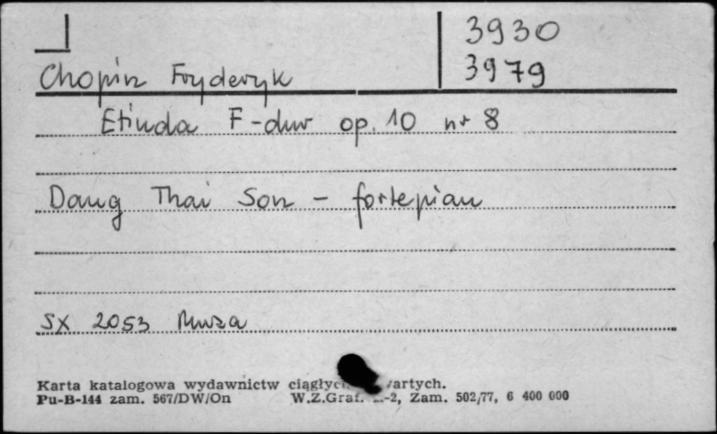 3930
3979
Chopin Fryderyk
Etiuda F-dur op. 10 nr 8
Dang Thai Son - fortepian
SX 2053 Muza
Karta katalogowa wydawnictw ciągłyc artych.
Pu-B-144 zam. 567/DW/On W.Z.Graf. -2, Zam. 502/77, 6 400 000